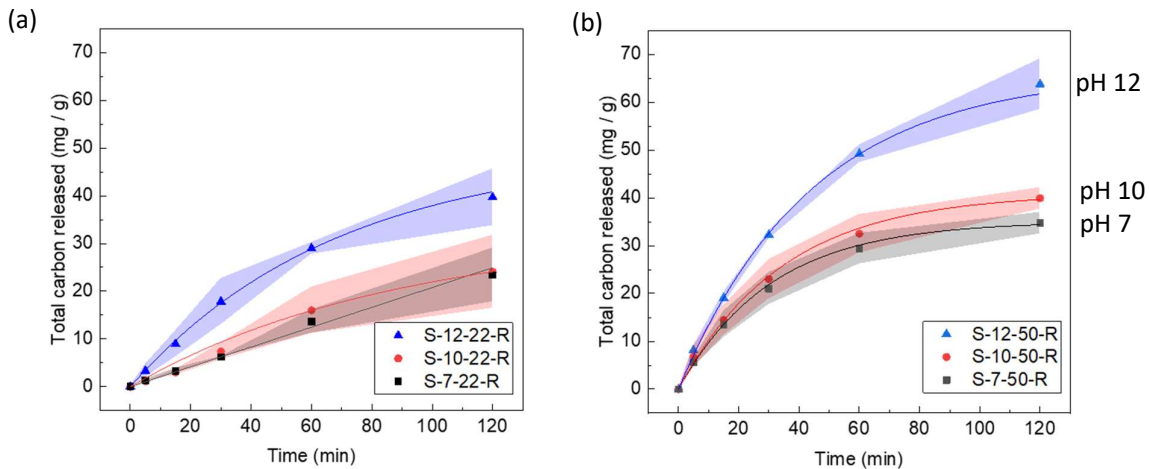 (a)
Total carbon released (mg / g)
70
60
50
40
30
20
10
0
0 20 40 60 80 100 120
Time (min)
S-12-22-R
S-10-22-R
S-7-22-R
(b)
Total carbon released (mg / g)
70
60
50
40
30
20
10
0
0 20 40 60 80 100 120
Time (min)
S-12-50-R
S-10-50-R
S-7-50-R
pH 12
pH 10
pH 7